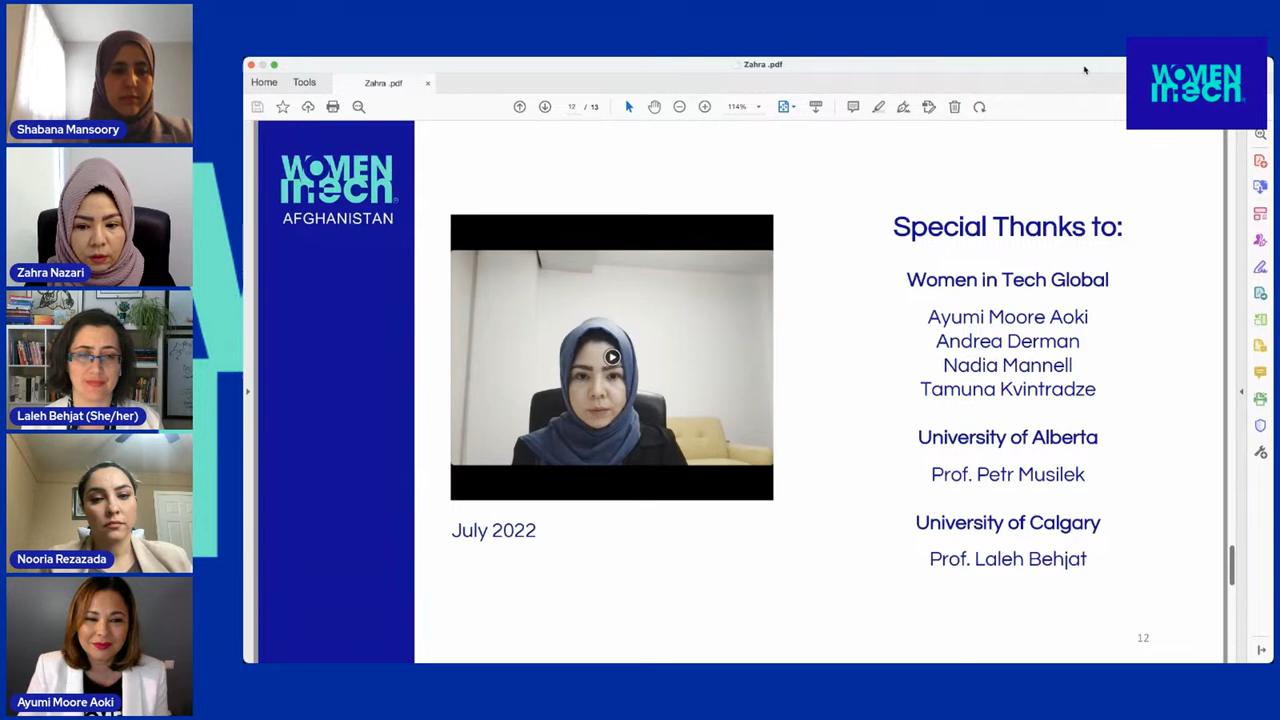 Shabana Mansoory
Zahra Nazari
Laleh Behjat (She/her)
Nooria Rezazada
Ayumi Moore Aoki
Zahra .pdf
Home Tools Zahra .pdf ×
12 / 13 114%
WOMEN
in tech®
AFGHANISTAN
July 2022
Special Thanks to:
Women in Tech Global
Ayumi Moore Aoki
Andrea Derman
Nadia Mannell
Tamuna Kvintradze
University of Alberta
Prof. Petr Musilek
University of Calgary
Prof. Laleh Behjat
12
WOMEN
in tech®